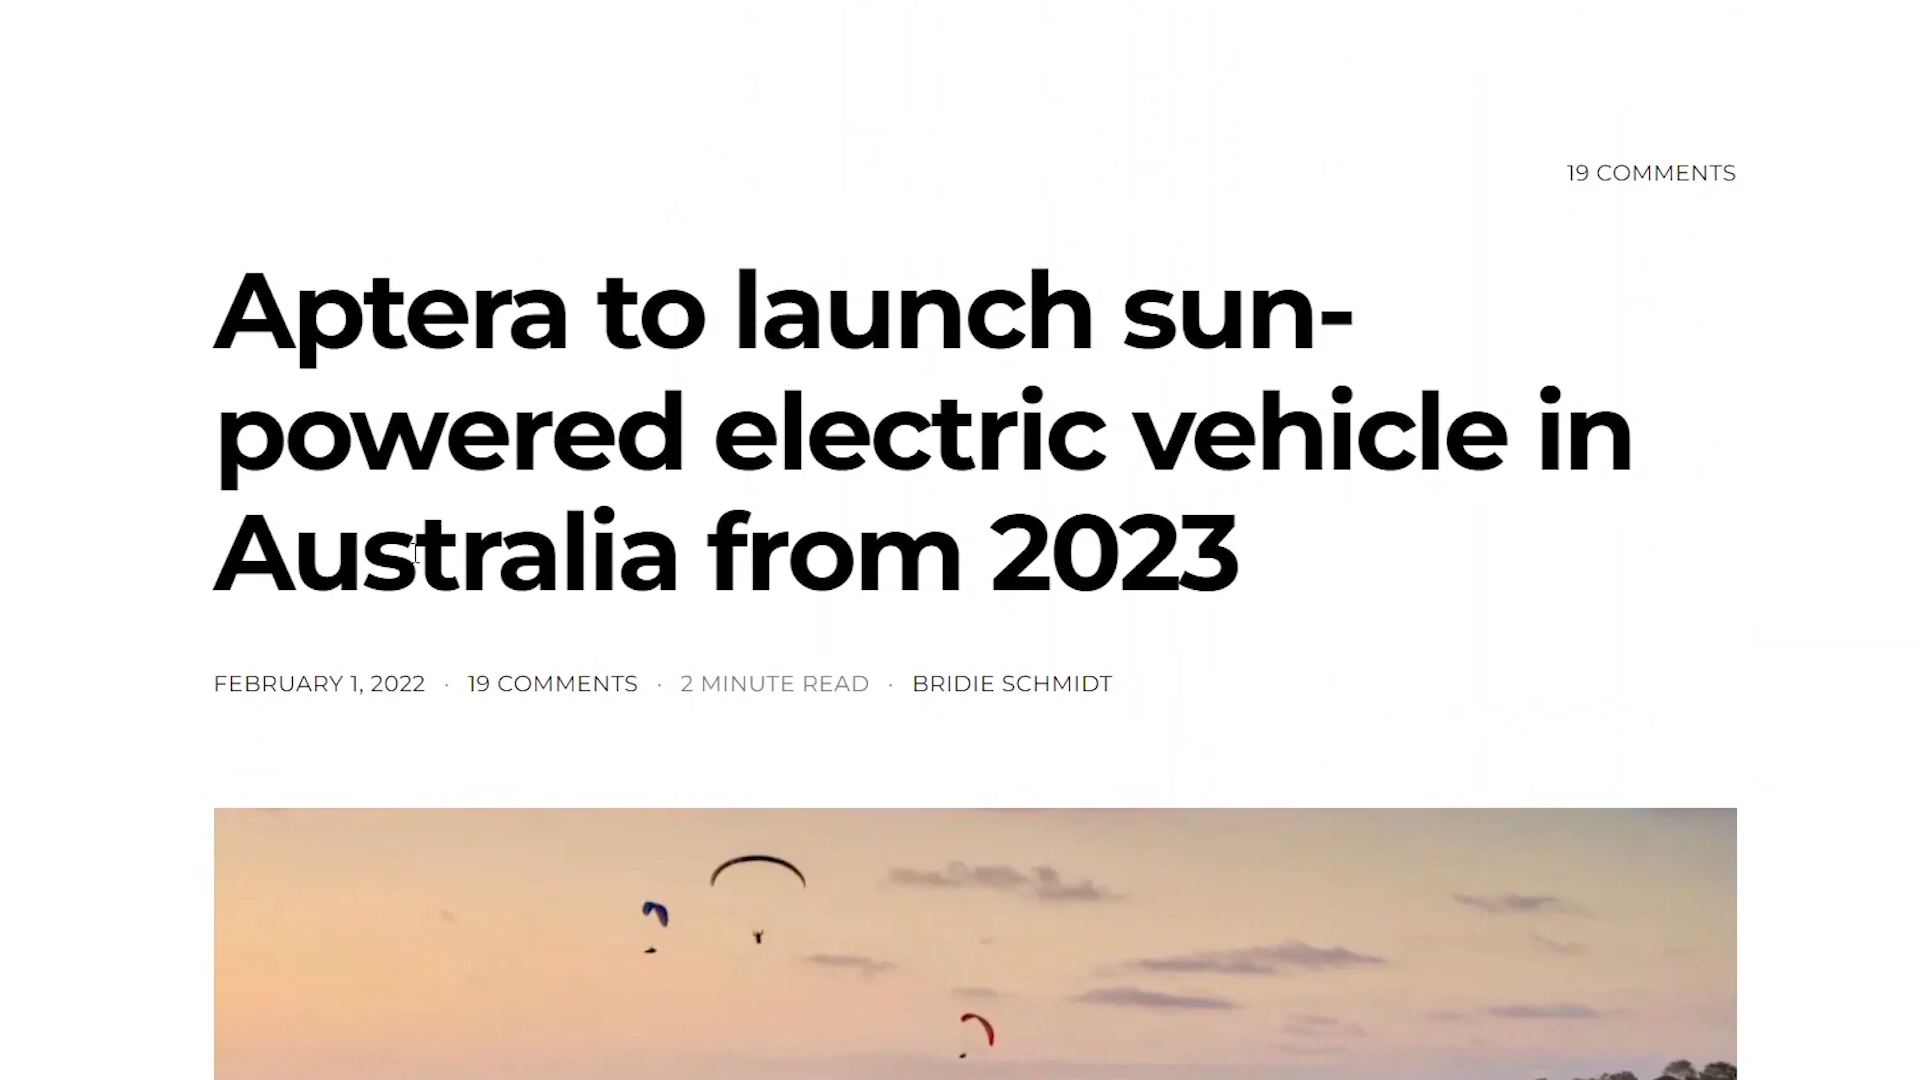 19 COMMENTS
Aptera to launch sun-
powered electric vehicle in
Australia from 2023
FEBRUARY 1, 2022 · 19 COMMENTS · 2 MINUTE READ · BRIDIE SCHMIDT